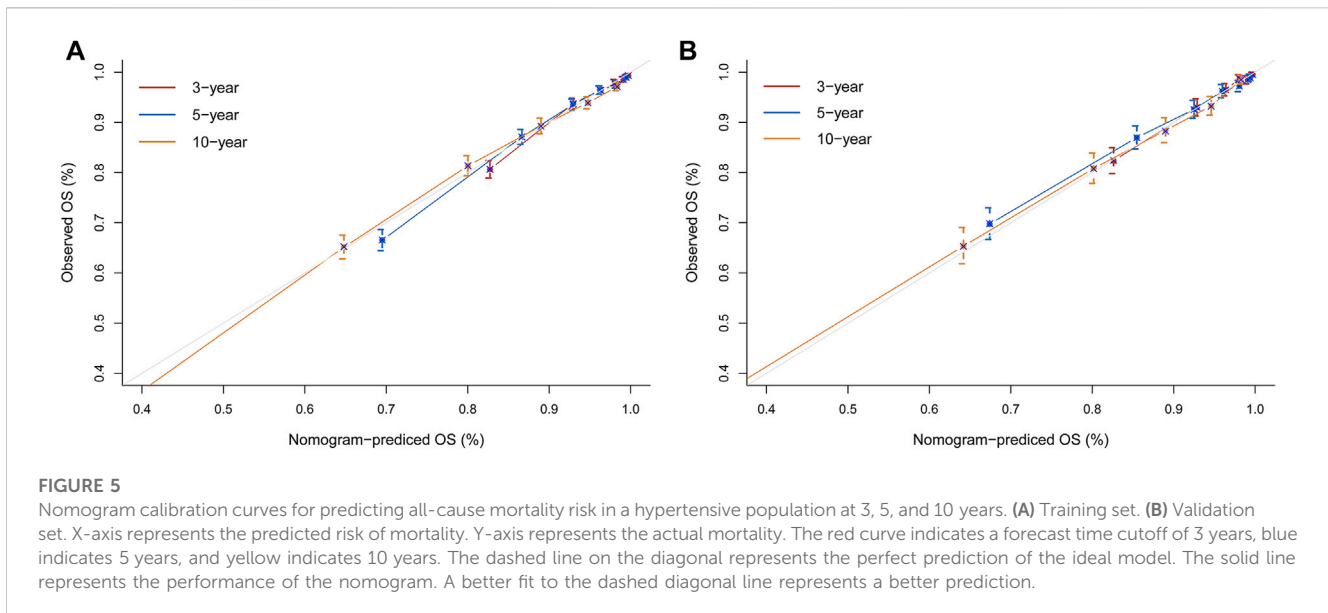 A
3-year
5-year
10-year
Observed OS (%)
0.4 0.5 0.6 0.7 0.8 0.9 1.0
0.4 0.5 0.6 0.7 0.8 0.9 1.0
Nomogram-prediced OS (%)
B
3-year
5-year
10-year
Observed OS (%)
0.4 0.5 0.6 0.7 0.8 0.9 1.0
0.4 0.5 0.6 0.7 0.8 0.9 1.0
Nomogram-prediced OS (%)
FIGURE 5
Nomogram calibration curves for predicting all-cause mortality risk in a hypertensive population at 3, 5, and 10 years. (A) Training set. (B) Validation
set. X-axis represents the predicted risk of mortality. Y-axis represents the actual mortality. The red curve indicates a forecast time cutoff of 3 years, blue
indicates 5 years, and yellow indicates 10 years. The dashed line on the diagonal represents the perfect prediction of the ideal model. The solid line
represents the performance of the nomogram. A better fit to the dashed diagonal line represents a better prediction.